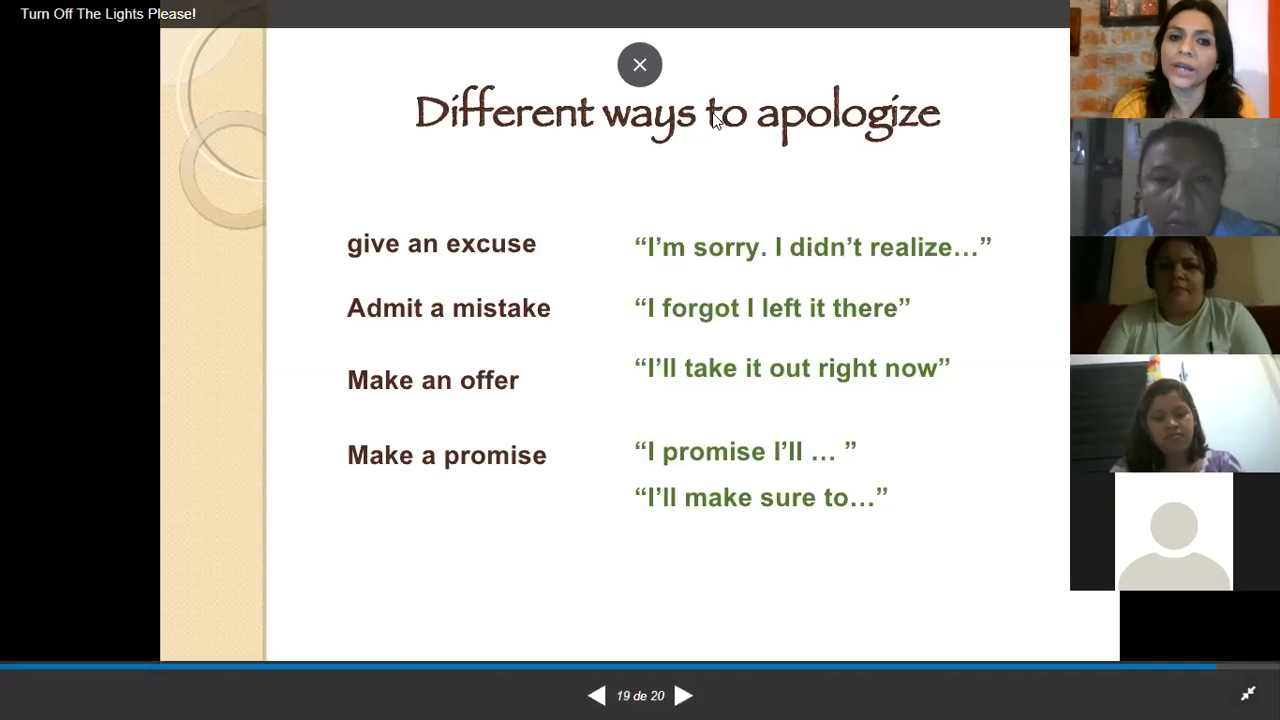 Turn Off The Lights Please!
Different ways to apologize
give an excuse “I’m sorry. I didn’t realize…”
Admit a mistake “I forgot I left it there”
Make an offer “I’ll take it out right now”
Make a promise “I promise I’ll … ”
“I’ll make sure to…”
19 de 20